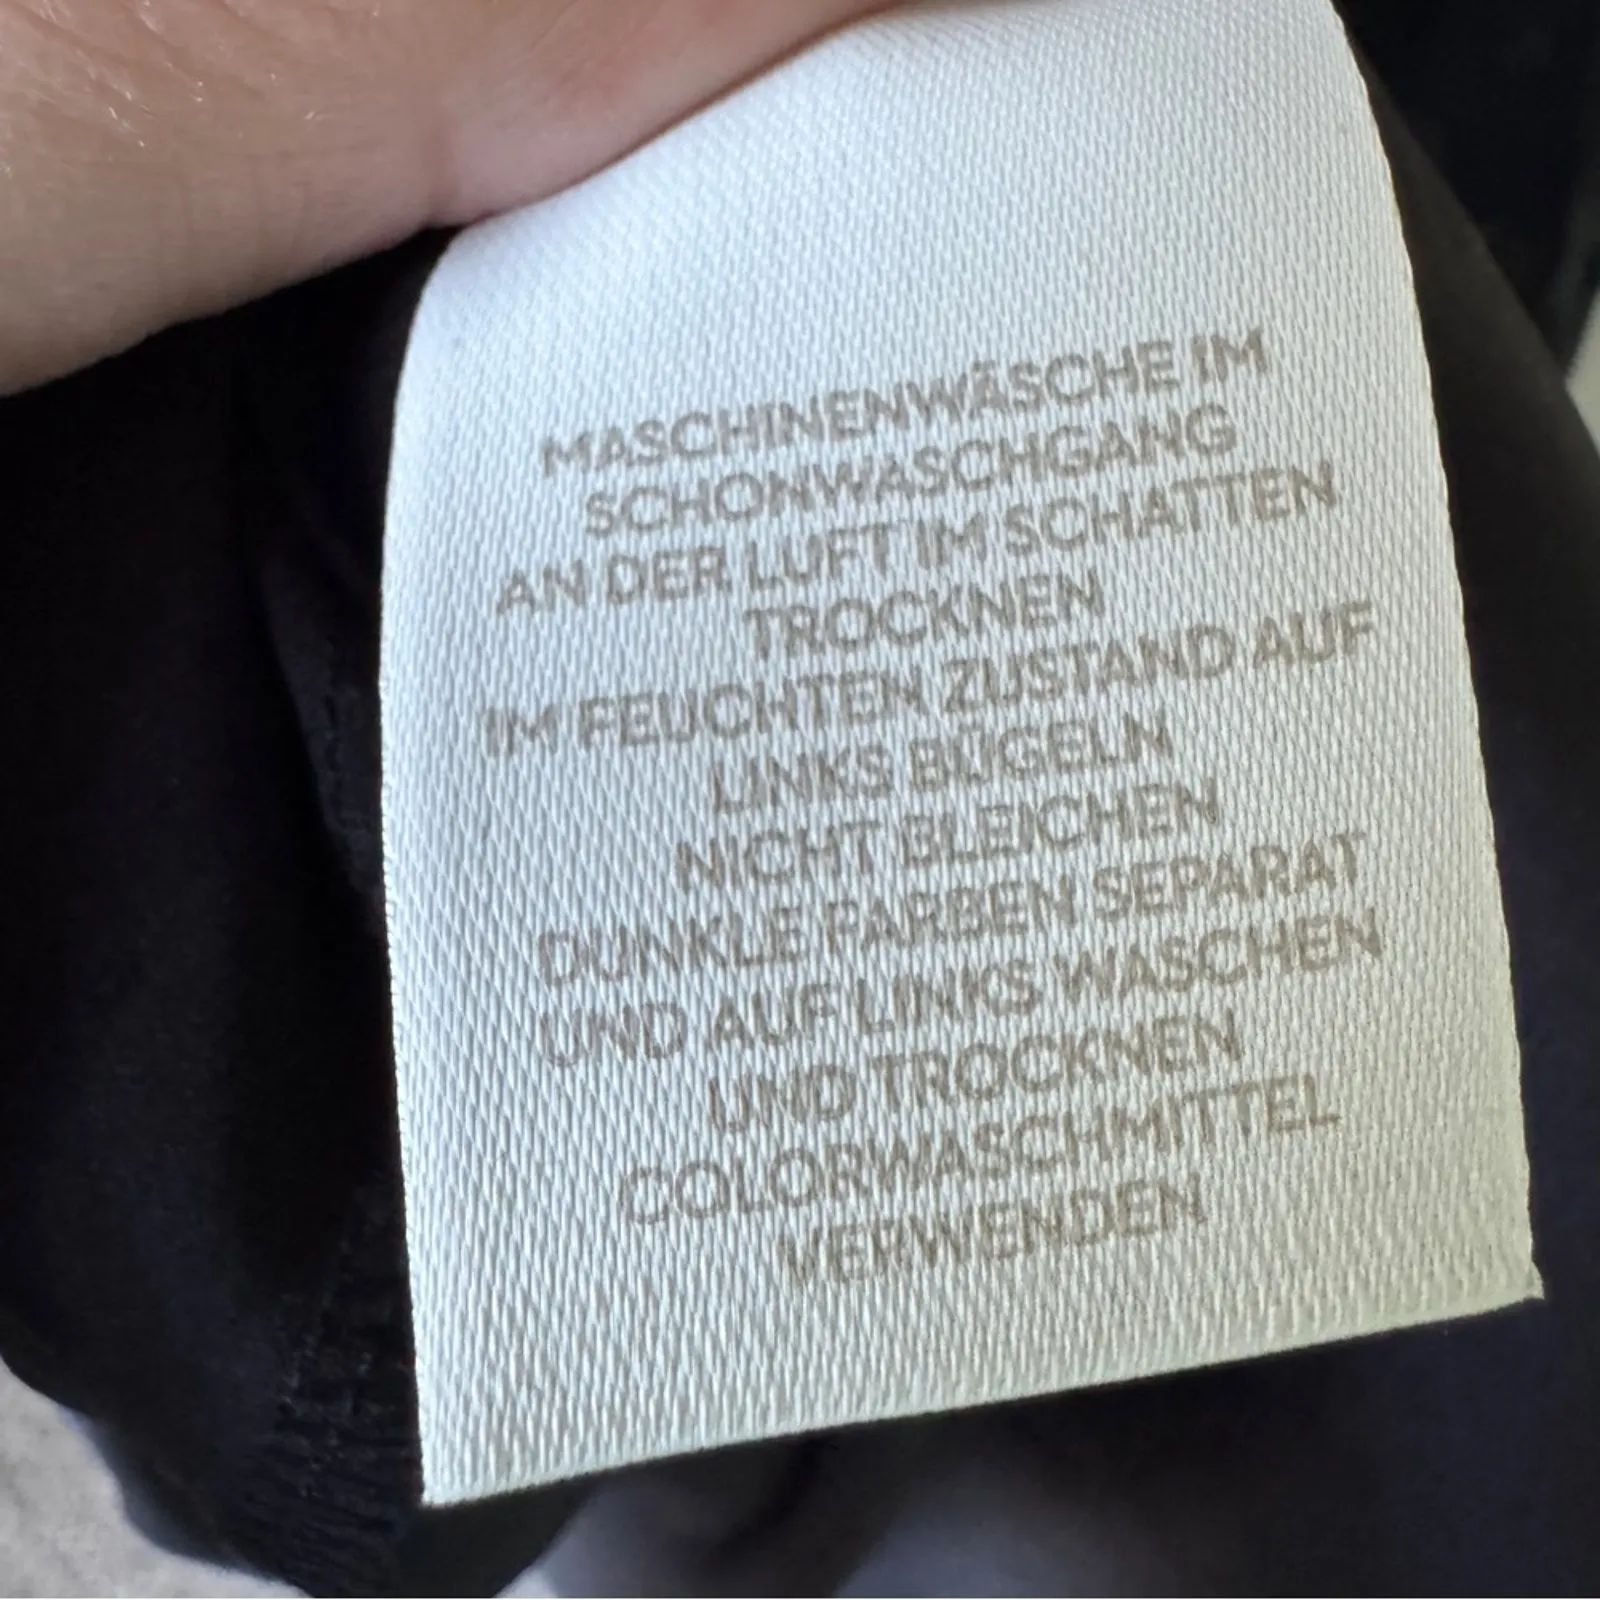 MASCHINENWÄSCHE IM
SCHONWASCHGANG
AN DER LUFT IM SCHATTEN
TROCKNEN
IM FEUCHTEN ZUSTAND AUF
LINKS BÜGELN
NICHT BLEICHEN
DUNKLE FARBEN SEPARAT
UND AUF LINKS WASCHEN
UND TROCKNEN
COLORWASCHMITTEL
VERWENDEN